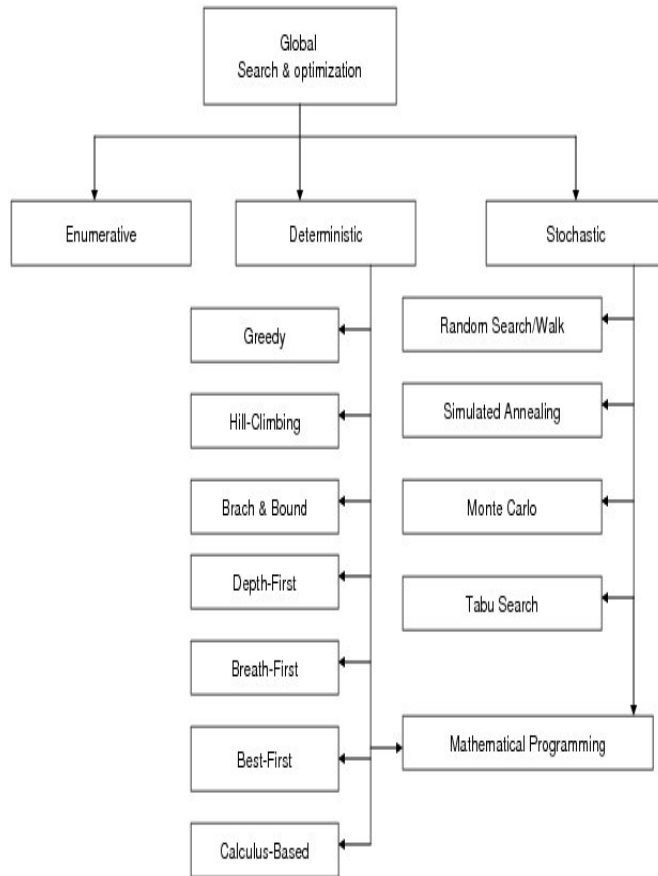 Global
Search & optimization
Enumerative
Deterministic
Stochastic
Greedy
Hill-Climbing
Brach & Bound
Depth-First
Breath-First
Best-First
Calculus-Based
Random Search/Walk
Simulated Annealing
Monte Carlo
Tabu Search
Mathematical Programming